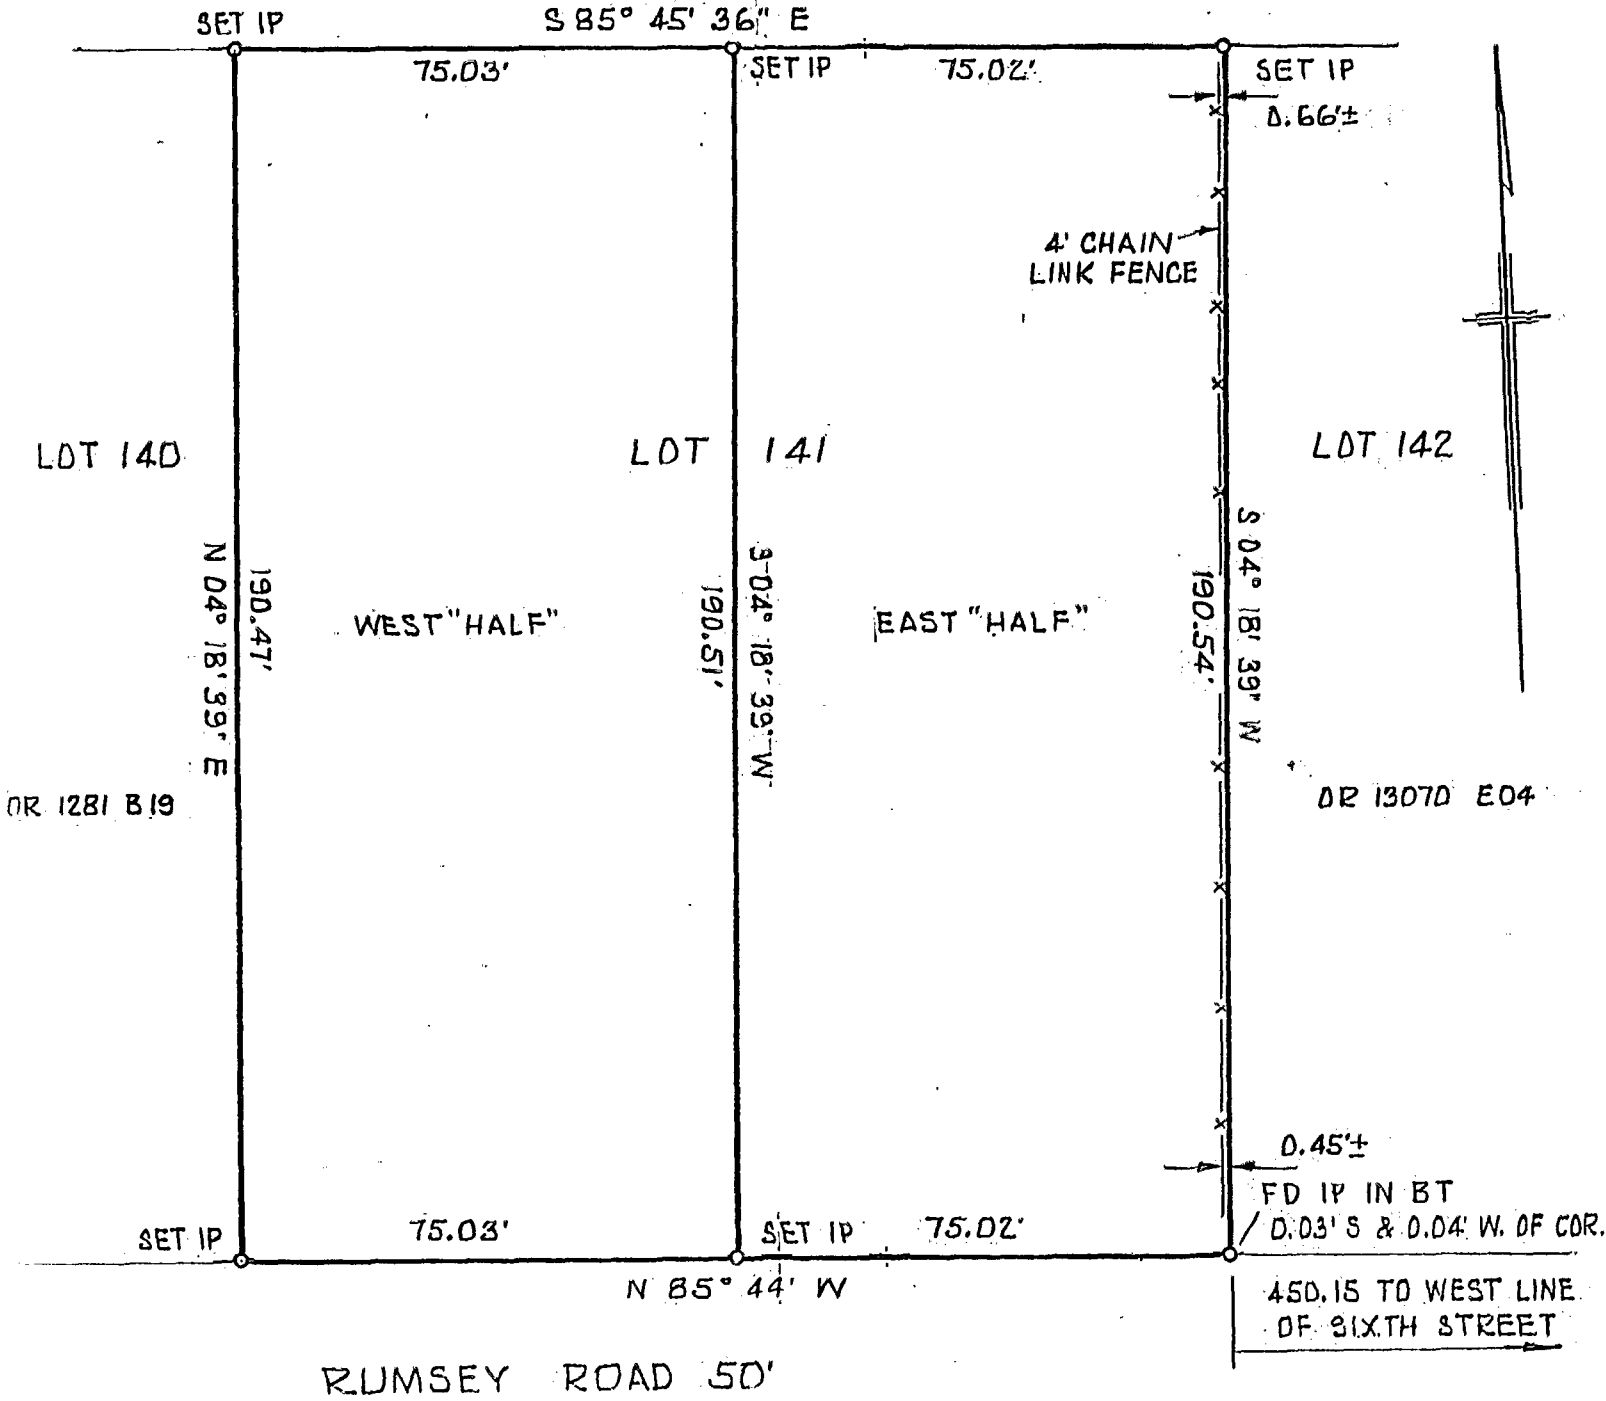 SET IP
S 85° 45' 36" E
75.03'
SET IP
75.02'
SET IP
0.66'±
4' CHAIN
LINK FENCE
LOT 140
LOT 141
LOT 142
N 04° 18' 39" E
190.47'
WEST "HALF"
190.51'
S 04° 18' 39" W
EAST "HALF"
190.54'
S 04° 18' 39" W
OR 1281 B19
OR 13070 E04
0.45'±
FD IP IN BT
0.03' S & 0.04' W. OF COR.
SET IP
75.03'
SET IP
75.02'
N 85° 44' W
450.15 TO WEST LINE
OF SIXTH STREET
RUMSEY ROAD 50'